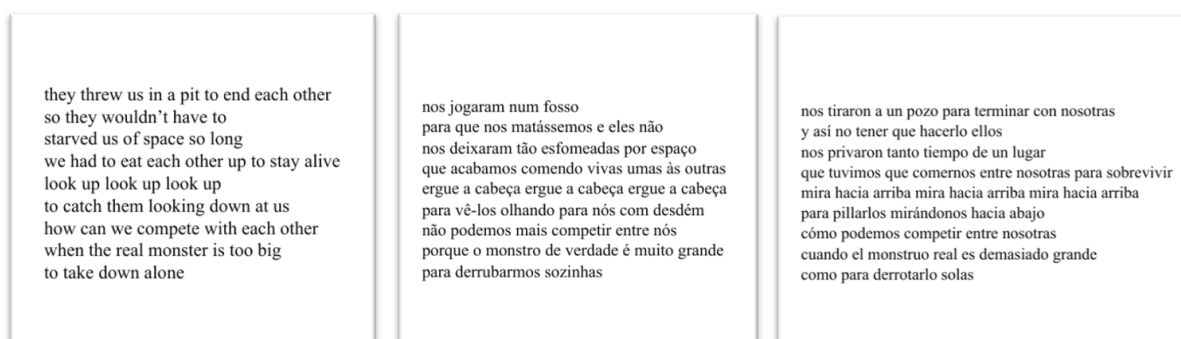 they threw us in a pit to end each other
so they wouldn't have to
starved us of space so long
we had to eat each other up to stay alive
look up look up look up
to catch them looking down at us
how can we compete with each other
when the real monster is too big
to take down alone
nos jogaram num fosso
para que nos matássemos e eles não
nos deixaram tão esfomeadas por espaço
que acabamos comendo vivas umas às outras
ergue a cabeça ergue a cabeça ergue a cabeça
para vê-los olhando para nós com desdém
não podemos mais competir entre nós
porque o monstro de verdade é muito grande
para derrubarmos sozinhas
nos tiraron a un pozo para terminar con nosotras
y así no tener que hacerlo ellos
nos privaron tanto tiempo de un lugar
que tuvimos que comernos entre nosotras para sobrevivir
mira hacia arriba mira hacia arriba mira hacia arriba
para pillarlos mirándonos hacia abajo
cómo podemos competir entre nosotras
cuando el monstruo real es demasiado grande
como para derrotarlo solas